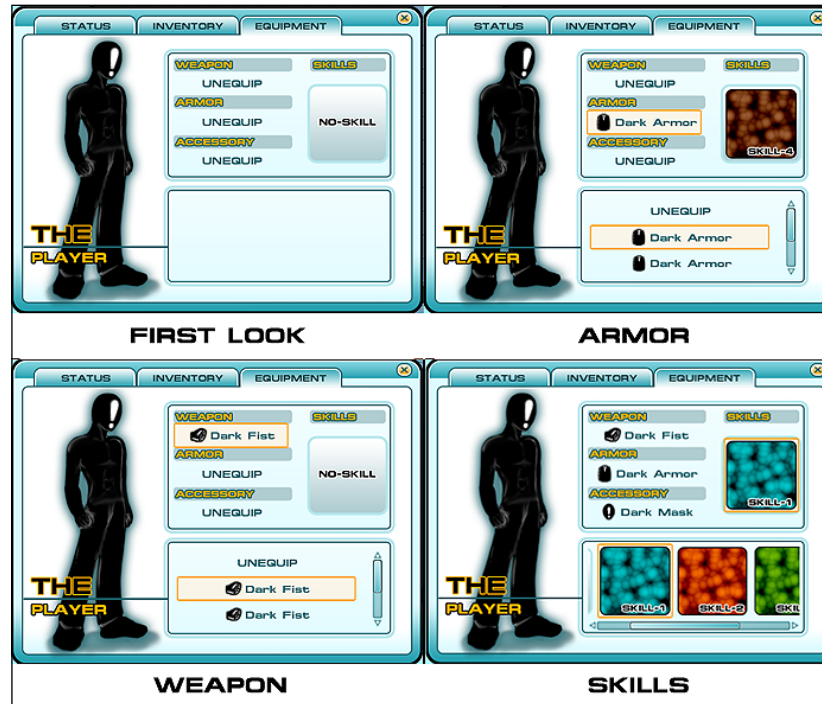 STATUS INVENTORY EQUIPMENT
WEAPON SKILLS
UNEQUIP
ARMOR
UNEQUIP NO-SKILL
ACCESSORY
UNEQUIP
THE
PLAYER
FIRST LOOK
STATUS INVENTORY EQUIPMENT
WEAPON SKILLS
UNEQUIP
ARMOR
Dark Armor
ACCESSORY SKILL-4
UNEQUIP
UNEQUIP
THE Dark Armor
PLAYER Dark Armor
ARMOR
STATUS INVENTORY EQUIPMENT
WEAPON SKILLS
Dark Fist
ARMOR
UNEQUIP NO-SKILL
ACCESSORY
UNEQUIP
UNEQUIP
THE Dark Fist
PLAYER Dark Fist
WEAPON
STATUS INVENTORY EQUIPMENT
WEAPON SKILLS
Dark Fist
ARMOR
Dark Armor
ACCESSORY SKILL-1
Dark Mask
THE
PLAYER SKILL-1 SKILL-2 SKIL
SKILLS